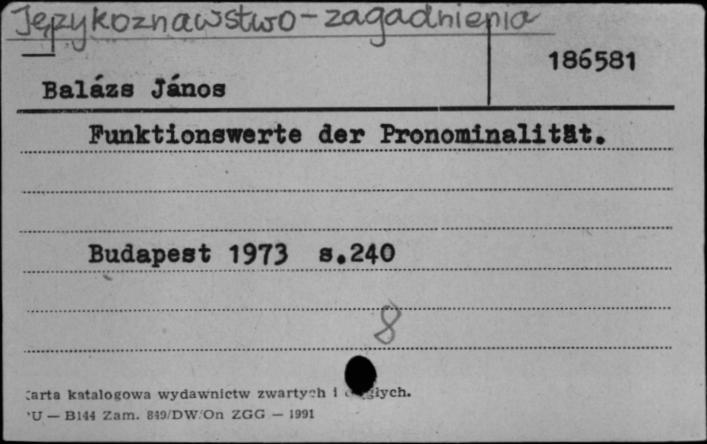 Językoznawstwo - zagadnienia
186581
Balázs János
Funktionswerte der Pronominalität.
Budapest 1973 s.240
8
arta katalogowa wydawnictw zwartych i głych.
U — B144 Zam. 849/DW/On ZGG — 1991